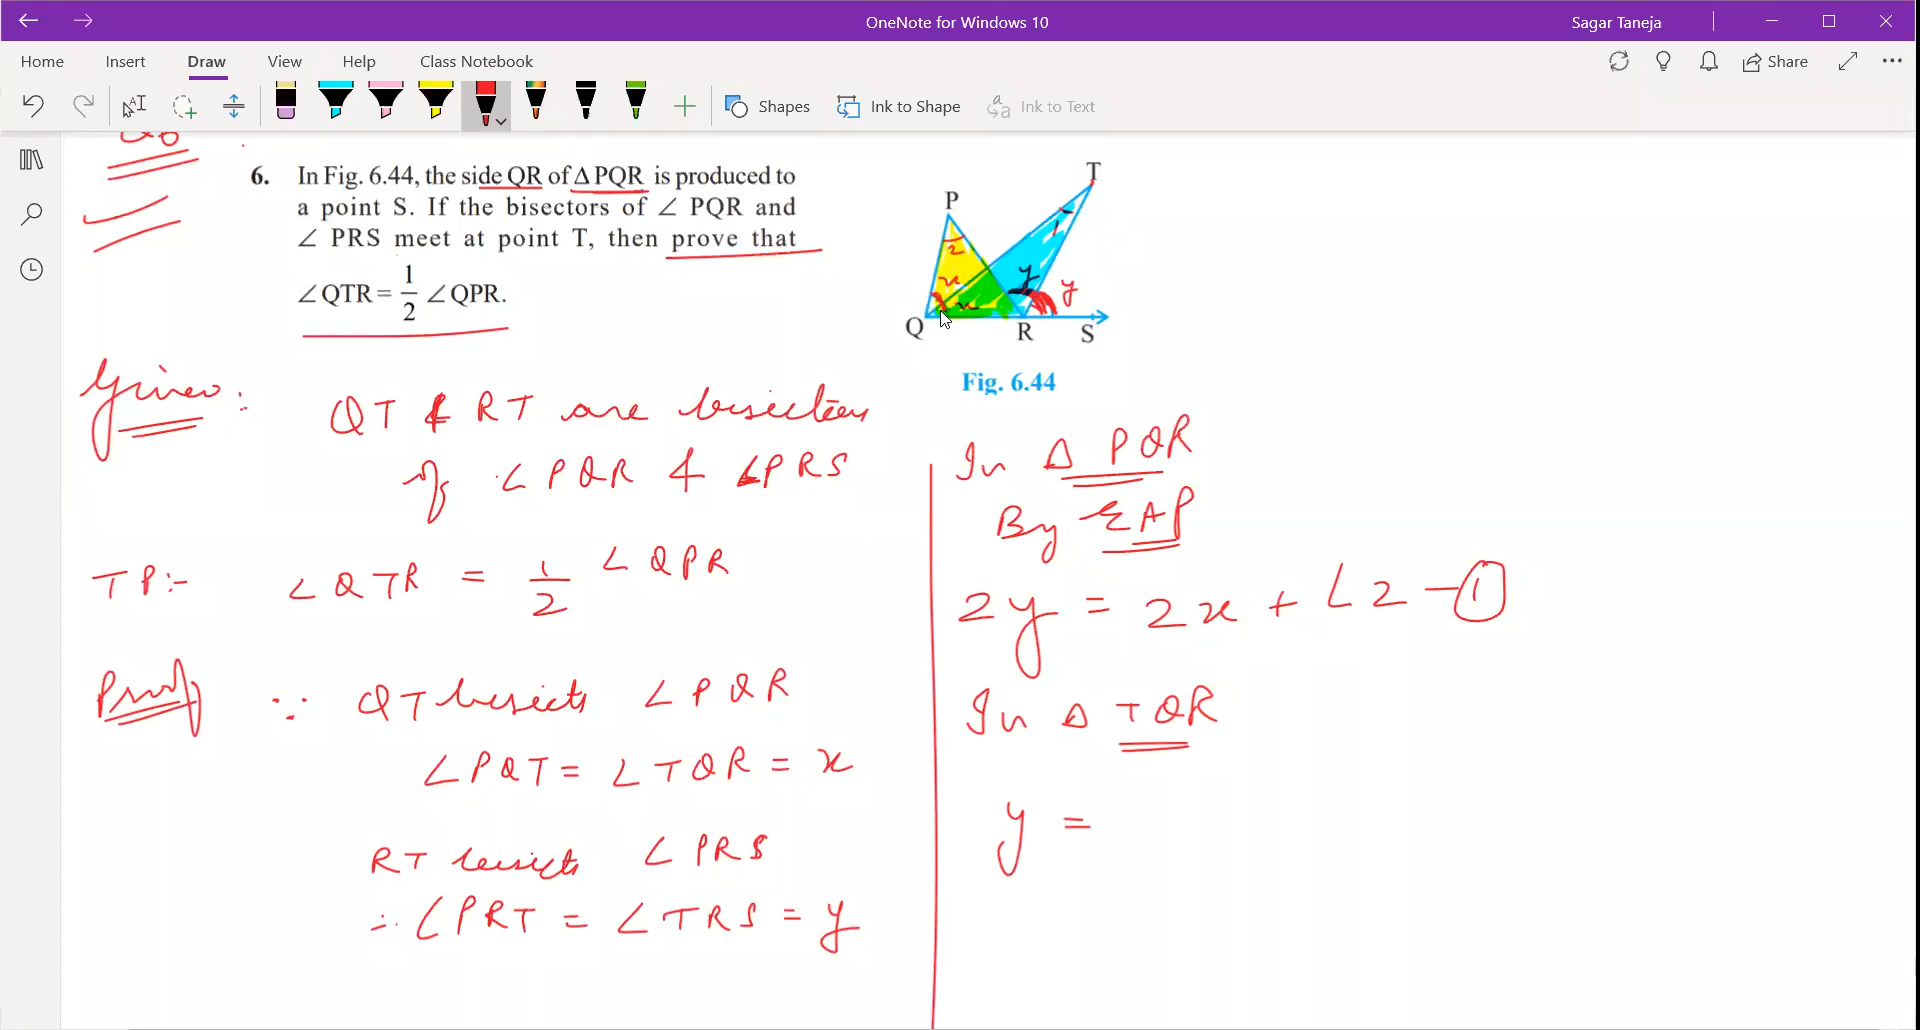 OneNote for Windows 10
Sagar Taneja
Home Insert Draw View Help Class Notebook
Share
Shapes Ink to Shape Ink to Text
Q6
6. In Fig. 6.44, the side QR of Δ PQR is produced to
a point S. If the bisectors of ∠ PQR and
∠ PRS meet at point T, then prove that
∠ QTR = 1/2 ∠ QPR.
P T
2 1
x y y
x
Q R S
Fig. 6.44
Given:
QT & RT are bisectors
of ∠PQR & ∠PRS
TP:- ∠QTR = 1/2 ∠QPR
Proof ∵ QT bisects ∠PQR
∠PQT = ∠TQR = x
RT bisects ∠PRS
∴ ∠PRT = ∠TRS = y
In Δ PQR
By EAP
2y = 2x + ∠2 - ①
In Δ TQR
y =